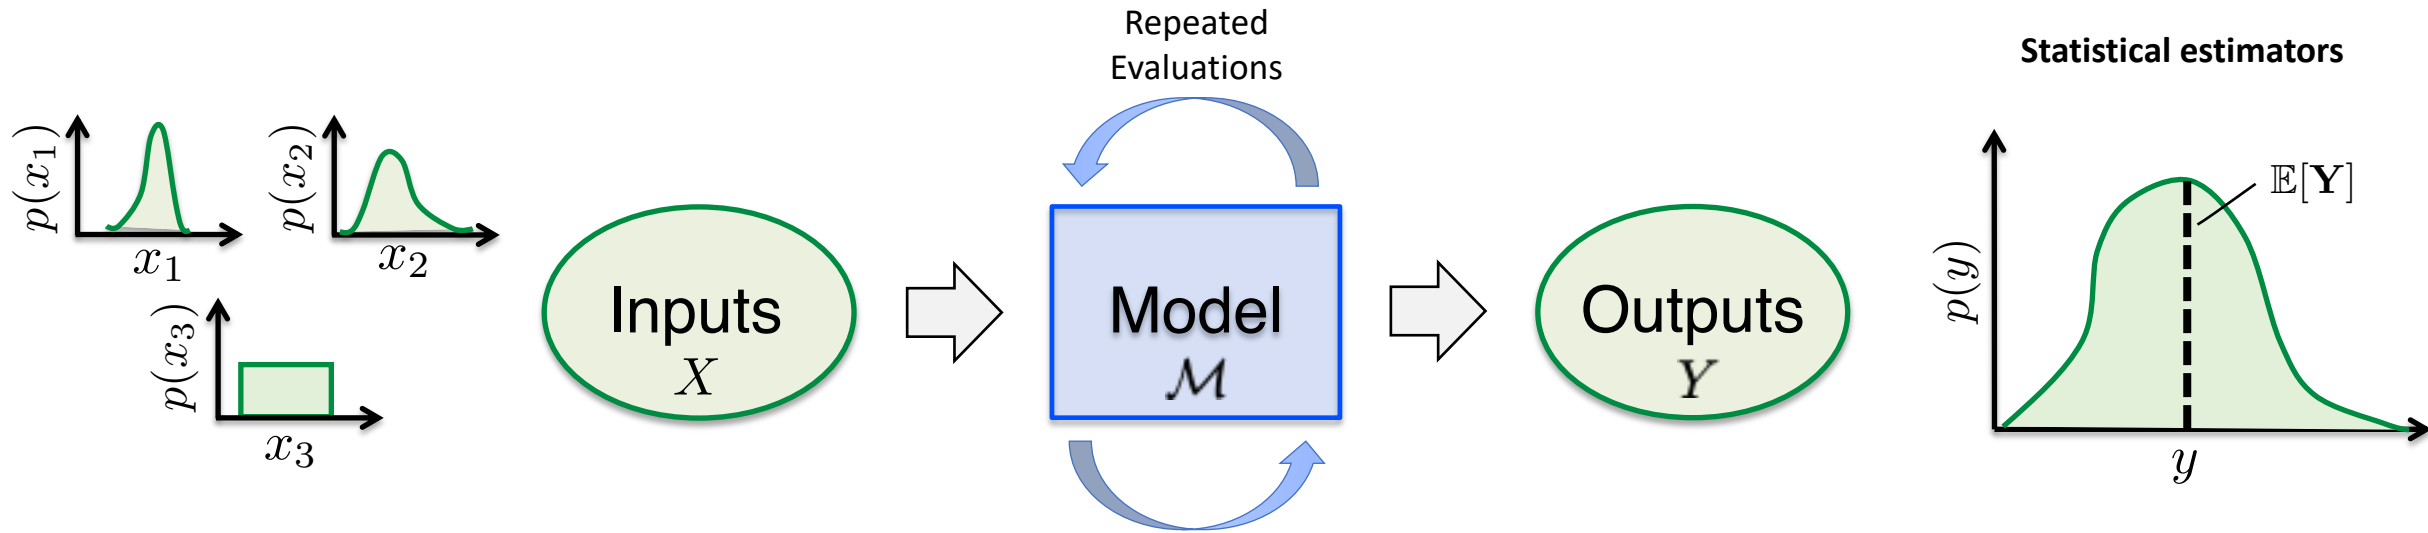 Repeated
Evaluations
Statistical estimators
p(x₁)
x₁
p(x₂)
x₂
p(x₃)
x₃
Inputs
X
Model
ℳ
Outputs
Y
p(y)
y
𝔼[𝐘]